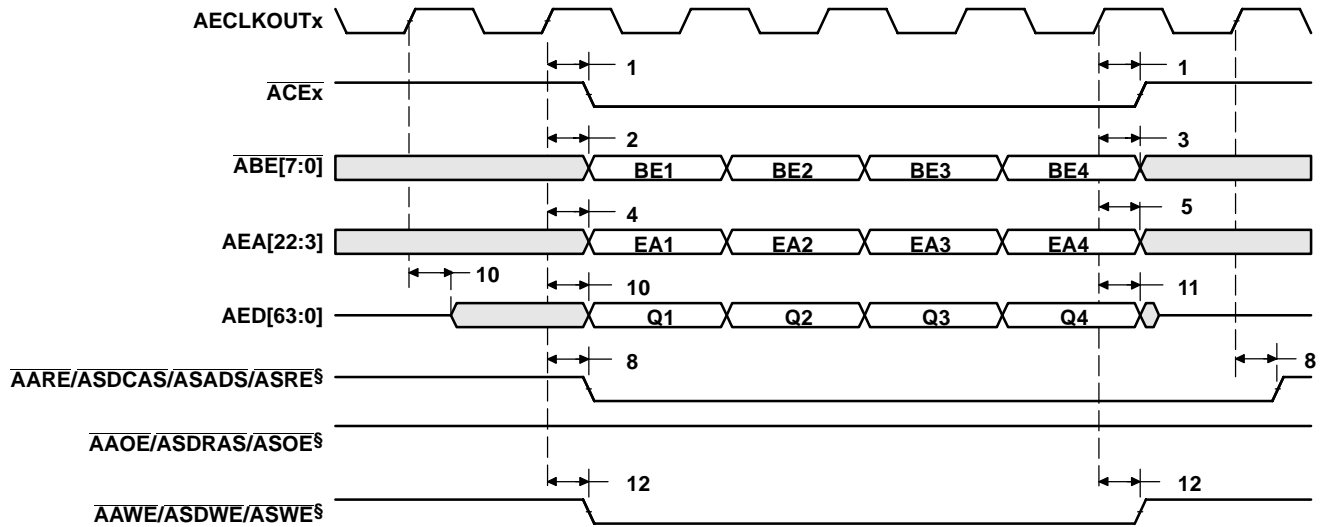 AECLKOUTx
1 1
ACEx
2 3
ABE[7:0] BE1 BE2 BE3 BE4
4 5
AEA[22:3] EA1 EA2 EA3 EA4
10 10 11
AED[63:0] Q1 Q2 Q3 Q4
8 8
AARE/ASDCAS/ASADS/ASRE§
AAOE/ASDRAS/ASOE§
12 12
AAWE/ASDWE/ASWE§